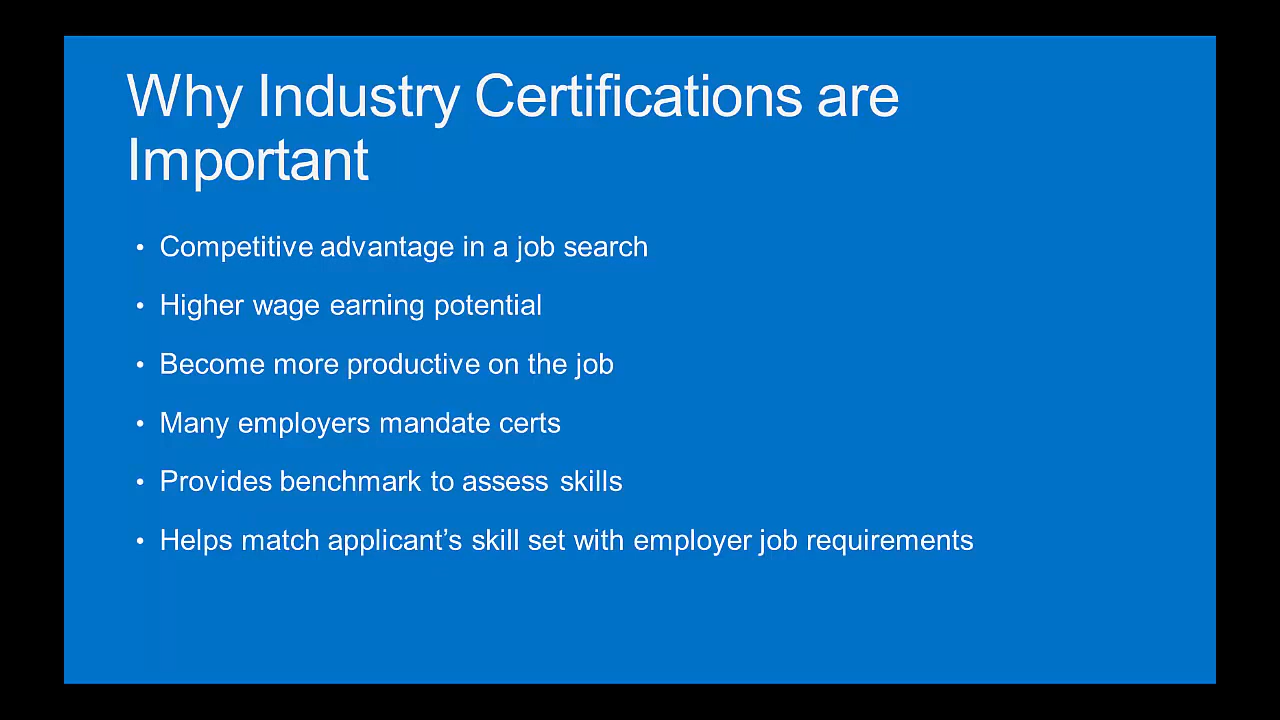 Why Industry Certifications are
Important
• Competitive advantage in a job search
• Higher wage earning potential
• Become more productive on the job
• Many employers mandate certs
• Provides benchmark to assess skills
• Helps match applicant’s skill set with employer job requirements